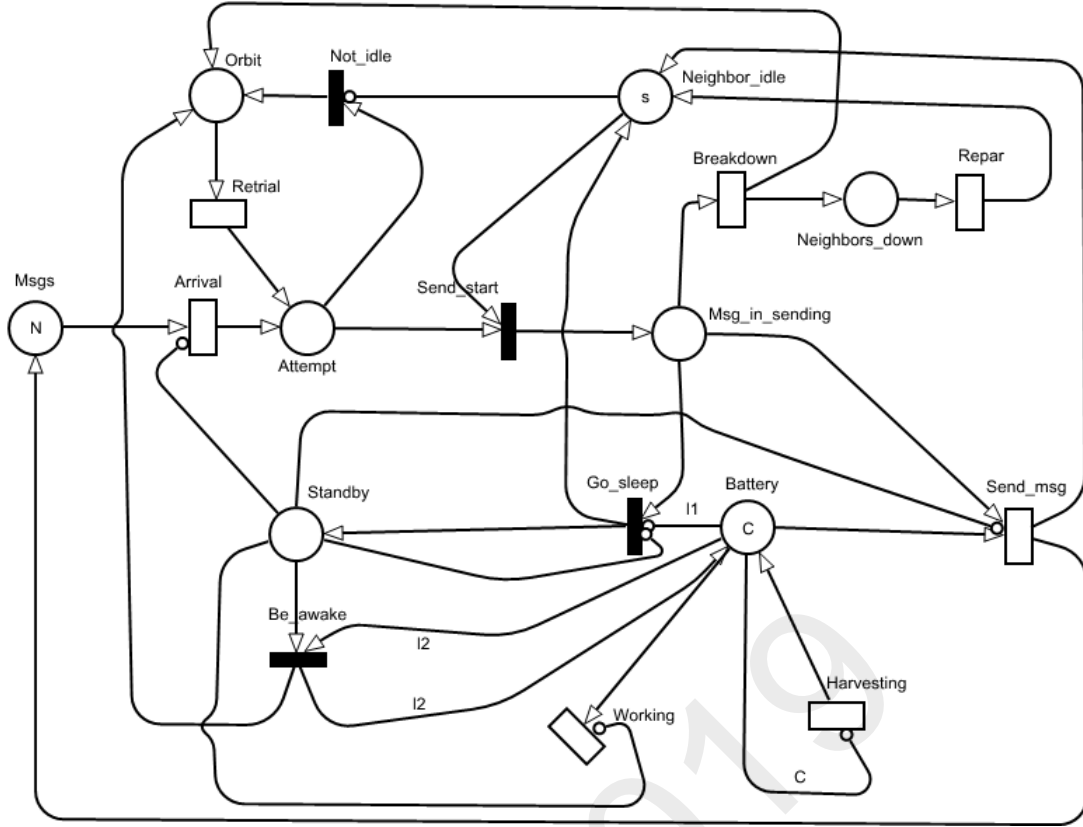 Orbit
Not_idle
Neighbor_idle
s
Breakdown
Repar
Retrial
Neighbors_down
Msgs
Arrival
Send_start
Msg_in_sending
N
Attempt
Standby
Go_sleep
Battery
Send_msg
l1
C
Be_awake
l2
l2
Working
Harvesting
C
019